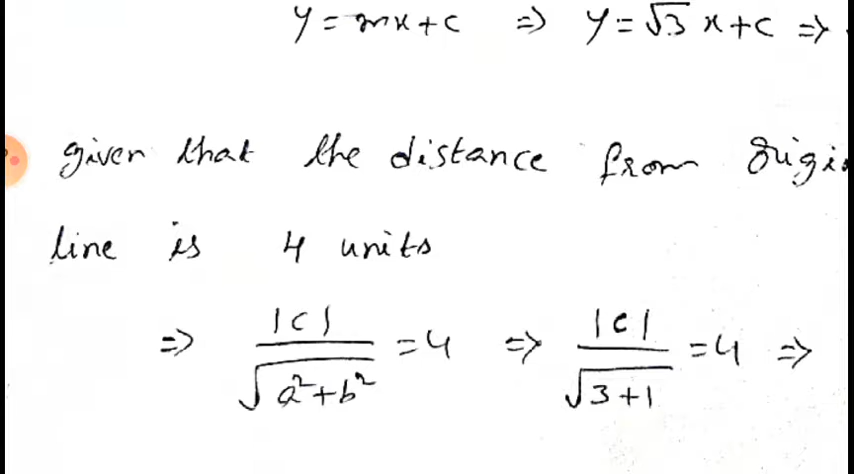 y = mx + c ⇒ y = √3 x + c ⇒
given that the distance from
line is 4 units
⇒ |c| / √(a² + b²) = 4 ⇒ |c| / √(3 + 1) = 4 ⇒